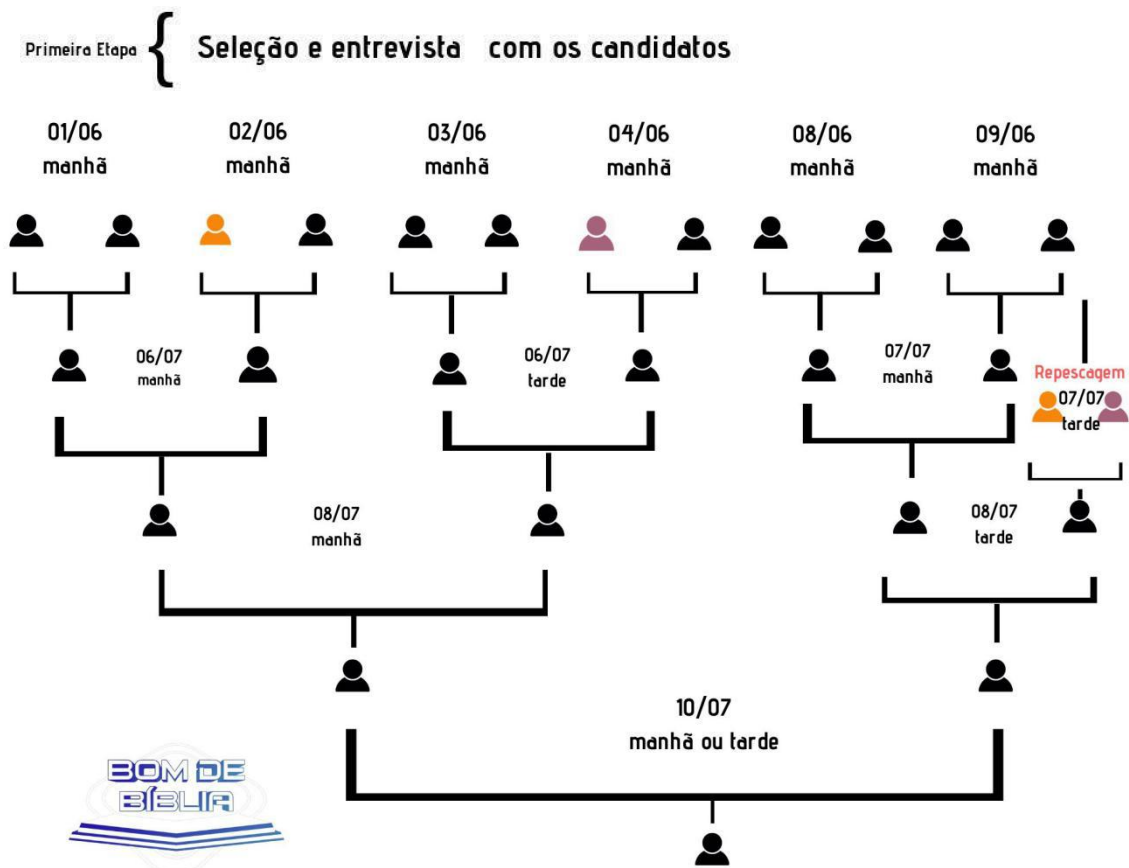 Primeira Etapa { Seleção e entrevista com os candidatos
01/06
manhã
02/06
manhã
03/06
manhã
04/06
manhã
08/06
manhã
09/06
manhã
06/07
manhã
06/07
tarde
07/07
manhã
Repescagem
07/07
tarde
08/07
manhã
08/07
tarde
10/07
manhã ou tarde
BOM DE
BÍBLIA